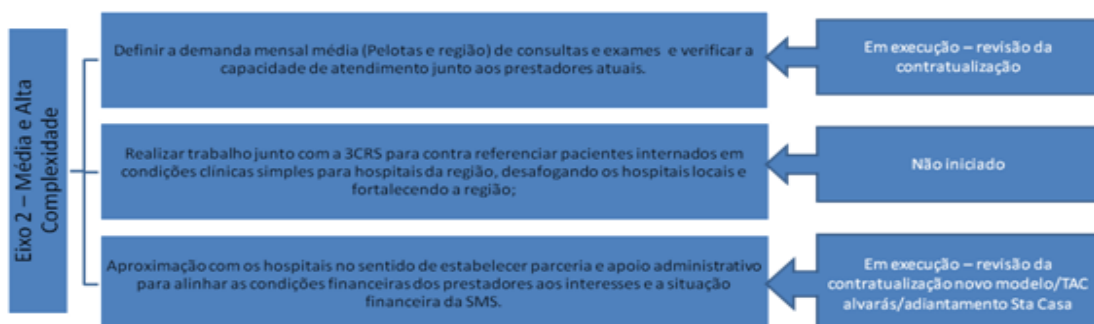 Eixo 2 – Média e Alta
Complexidade
Definir a demanda mensal média (Pelotas e região) de consultas e exames e verificar a
capacidade de atendimento junto aos prestadores atuais.
Em execução – revisão da
contratualização
Realizar trabalho junto com a 3CRS para contra referenciar pacientes internados em
condições clínicas simples para hospitais da região, desafogando os hospitais locais e
fortalecendo a região;
Não iniciado
Aproximação com os hospitais no sentido de estabelecer parceria e apoio administrativo
para alinhar as condições financeiras dos prestadores aos interesses e a situação
financeira da SMS.
Em execução – revisão da
contratualização novo modelo/TAC
alvarás/adiantamento Sta Casa